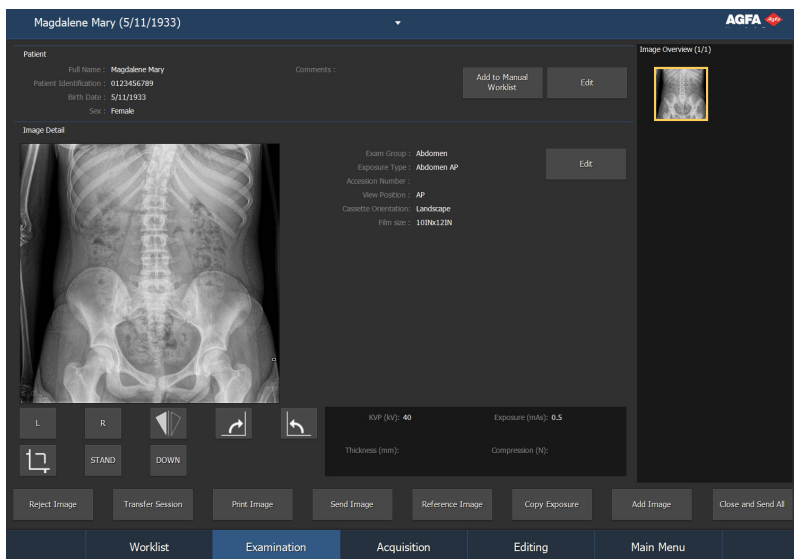 Magdalene Mary (5/11/1933)
AGFA
Patient
Image Overview (1/1)
Full Name : Magdalene Mary
Comments :
Patient Identification : 0123456789
Birth Date : 5/11/1933
Sex : Female
Add to Manual
Worklist
Edit
Image Detail
Exam Group : Abdomen
Exposure Type : Abdomen AP
Accession Number :
View Position : AP
Cassette Orientation: Landscape
Film size : 10INx12IN
Edit
L
R
STAND
DOWN
KVP (kV): 40
Exposure (mAs): 0.5
Thickness (mm):
Compression (N):
Reject Image
Transfer Session
Print Image
Send Image
Reference Image
Copy Exposure
Add Image
Close and Send All
Worklist
Examination
Acquisition
Editing
Main Menu